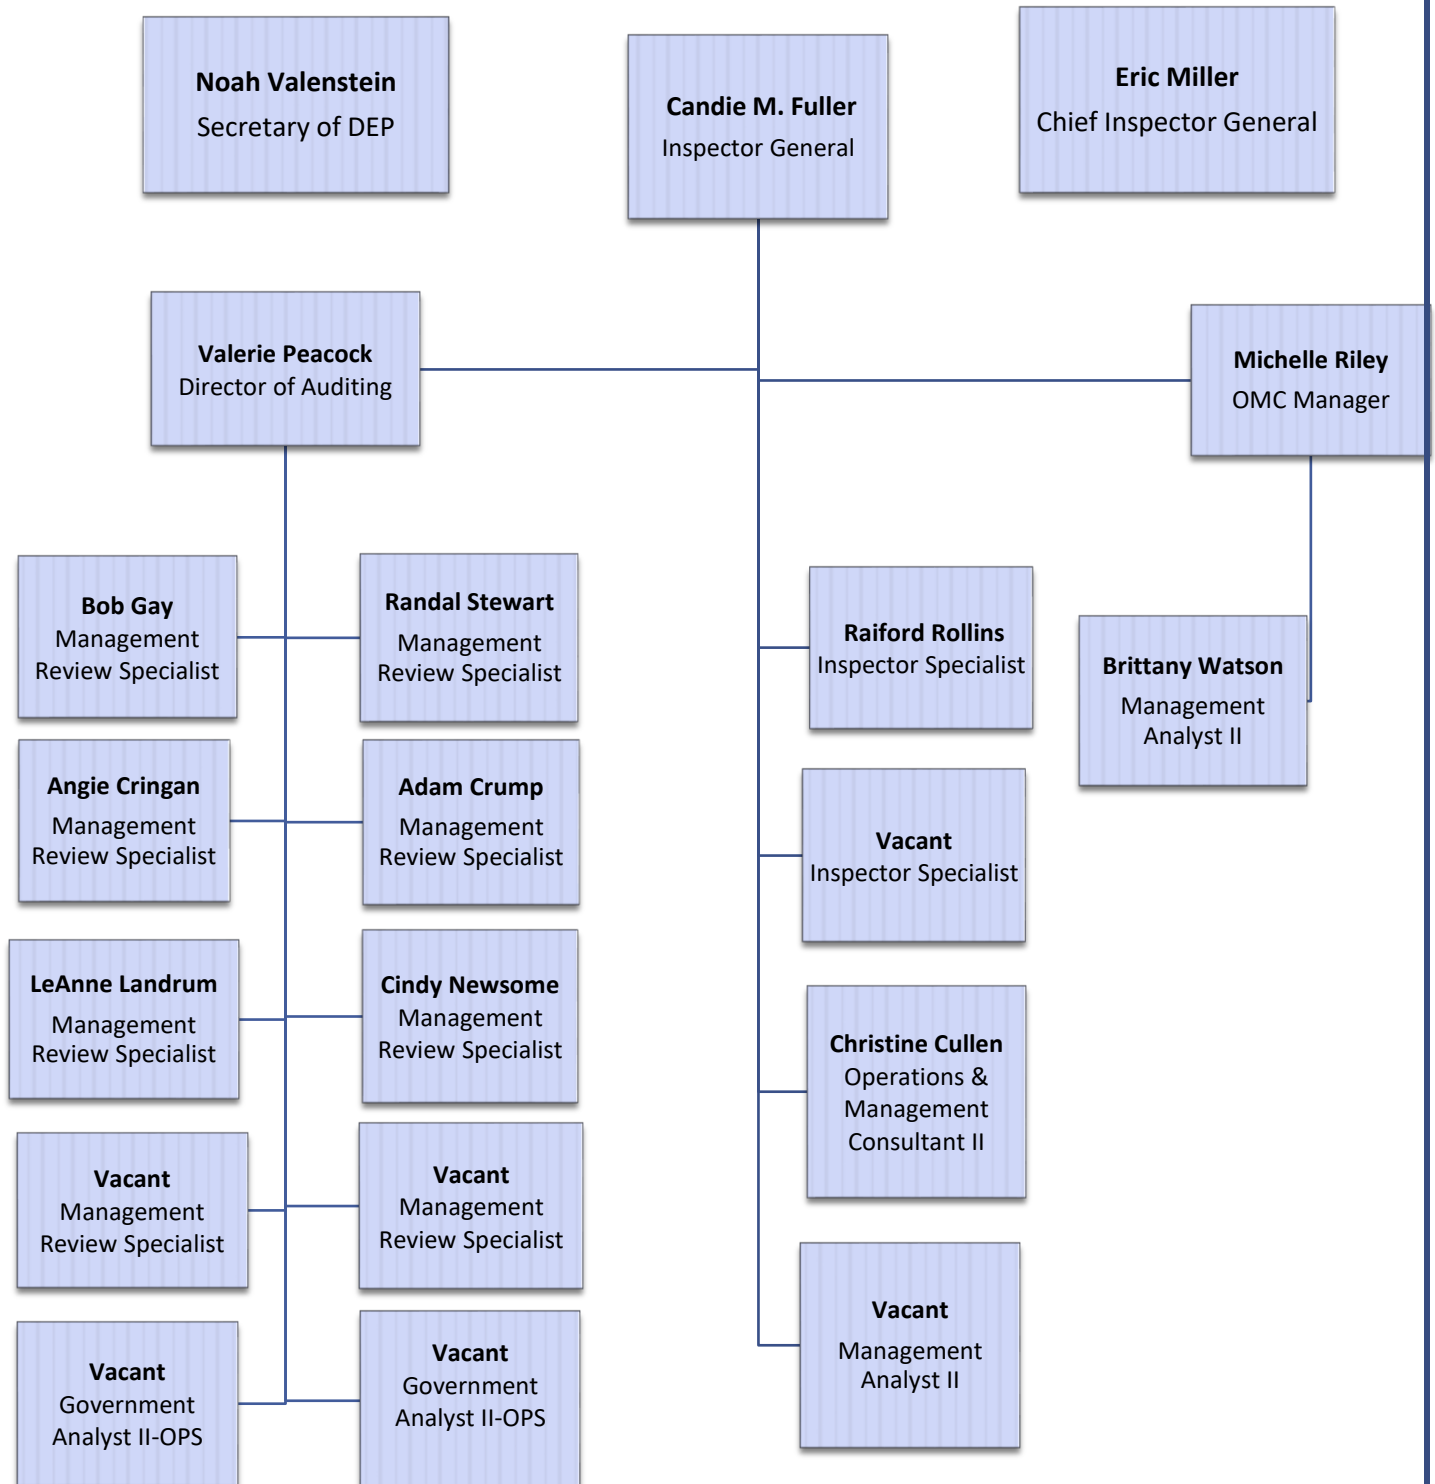 Noah Valenstein
Secretary of DEP
Candie M. Fuller
Inspector General
Eric Miller
Chief Inspector General
Valerie Peacock
Director of Auditing
Michelle Riley
OMC Manager
Bob Gay
Management
Review Specialist
Randal Stewart
Management
Review Specialist
Angie Cringan
Management
Review Specialist
Adam Crump
Management
Review Specialist
LeAnne Landrum
Management
Review Specialist
Cindy Newsome
Management
Review Specialist
Vacant
Management
Review Specialist
Vacant
Management
Review Specialist
Vacant
Government
Analyst II-OPS
Vacant
Government
Analyst II-OPS
Raiford Rollins
Inspector Specialist
Vacant
Inspector Specialist
Christine Cullen
Operations &
Management
Consultant II
Vacant
Management
Analyst II
Brittany Watson
Management
Analyst II